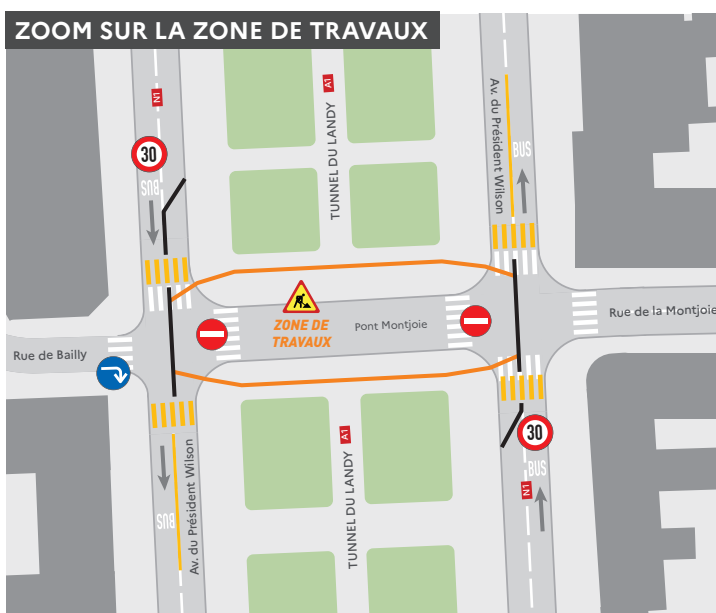 ZOOM SUR LA ZONE DE TRAVAUX
N1
30
BUS
TUNNEL DU LANDY A1
Av. du Président Wilson
BUS
ZONE DE
TRAVAUX
Pont Montjoie
Rue de la Montjoie
Rue de Bailly
BUS
Av. du Président Wilson
TUNNEL DU LANDY A1
30
BUS
N1